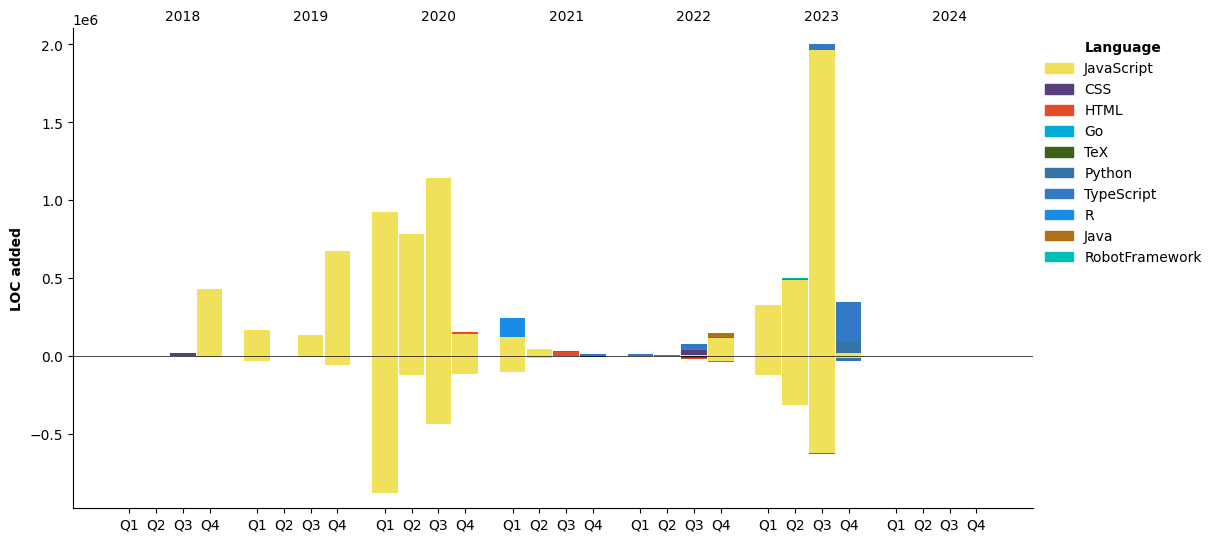 1e6
2018 2019 2020 2021 2022 2023 2024
2.0
1.5
1.0
0.5
0.0
−0.5
LOC added
Q1 Q2 Q3 Q4 Q1 Q2 Q3 Q4 Q1 Q2 Q3 Q4 Q1 Q2 Q3 Q4 Q1 Q2 Q3 Q4 Q1 Q2 Q3 Q4 Q1 Q2 Q3 Q4
Language
JavaScript
CSS
HTML
Go
TeX
Python
TypeScript
R
Java
RobotFramework